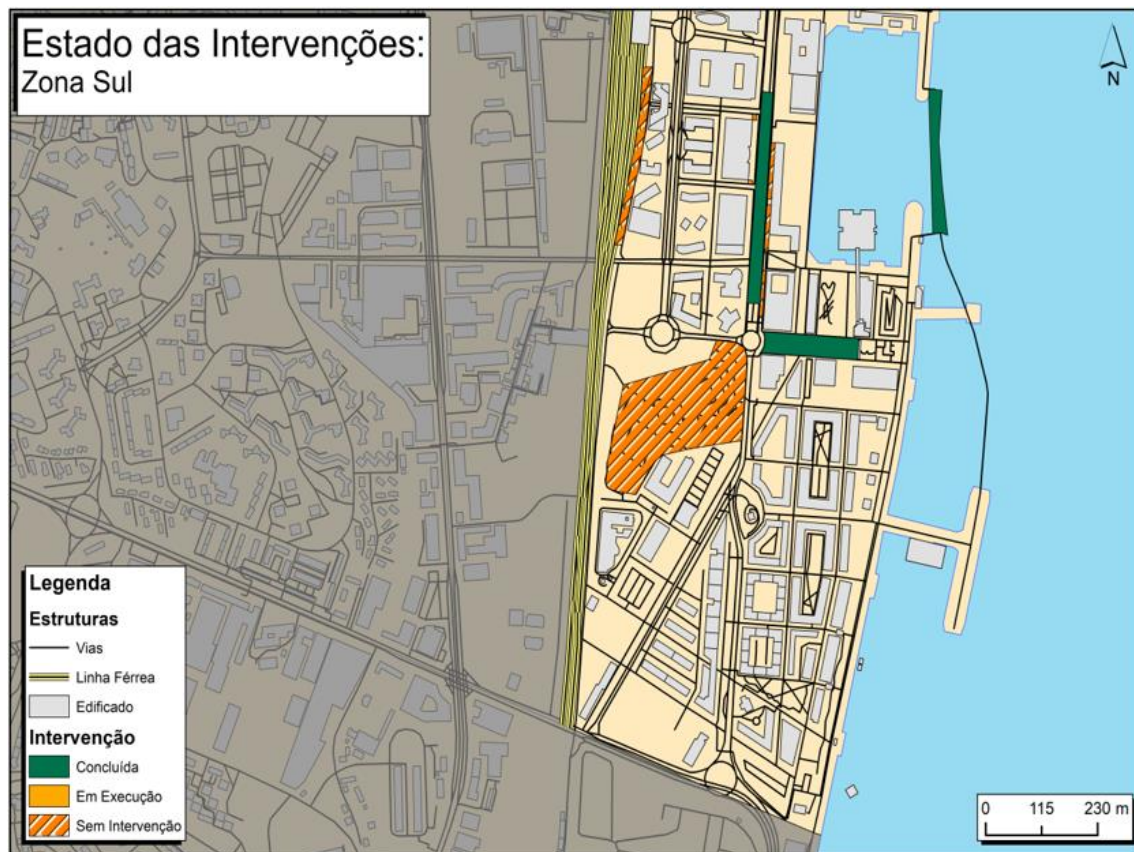 Estado das Intervenções:
Zona Sul
N
Legenda
Estruturas
Vias
Linha Férrea
Edificado
Intervenção
Concluída
Em Execução
Sem Intervenção
0 115 230 m